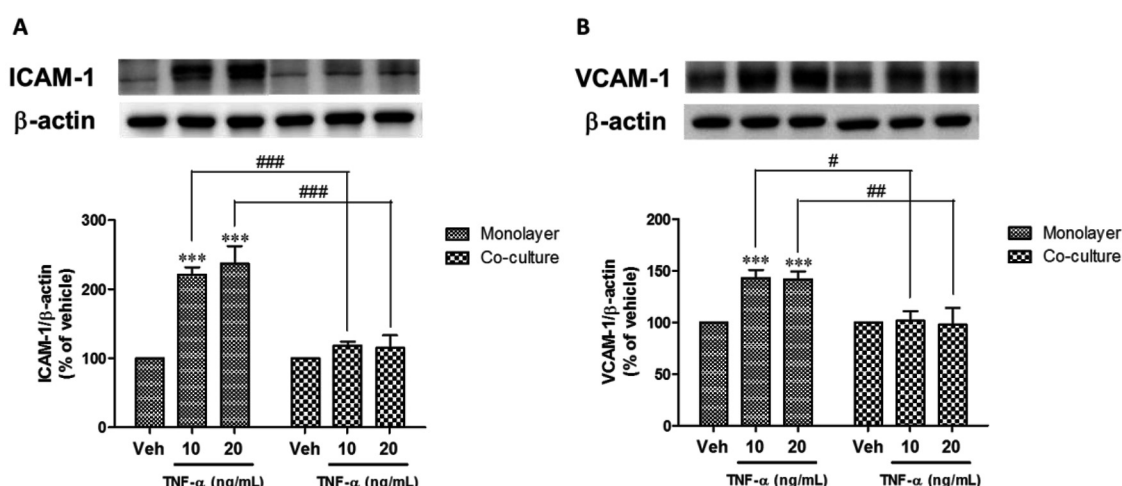 A
ICAM-1
β-actin
###
###
300
200
100
0
ICAM-1/β-actin
(% of vehicle)
***
***
Monolayer
Co-culture
Veh 10 20 Veh 10 20
TNF-α (ng/mL) TNF-α (ng/mL)
B
VCAM-1
β-actin
#
##
200
150
100
50
0
VCAM-1/β-actin
(% of vehicle)
***
***
Monolayer
Co-culture
Veh 10 20 Veh 10 20
TNF-α (ng/mL) TNF-α (ng/mL)